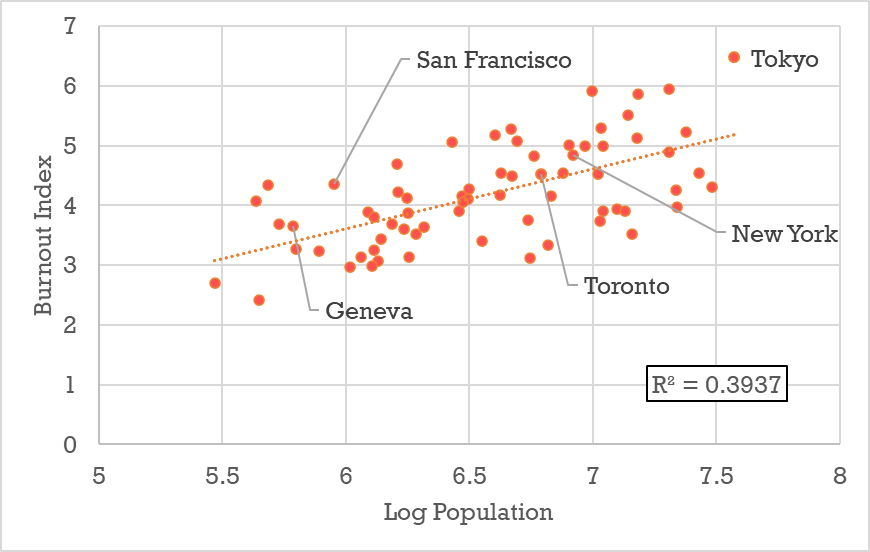 7
6
5
4
3
2
1
0
Burnout Index
San Francisco
Tokyo
New York
Toronto
Geneva
R² = 0.3937
5
5.5
6
6.5
7
7.5
8
Log Population